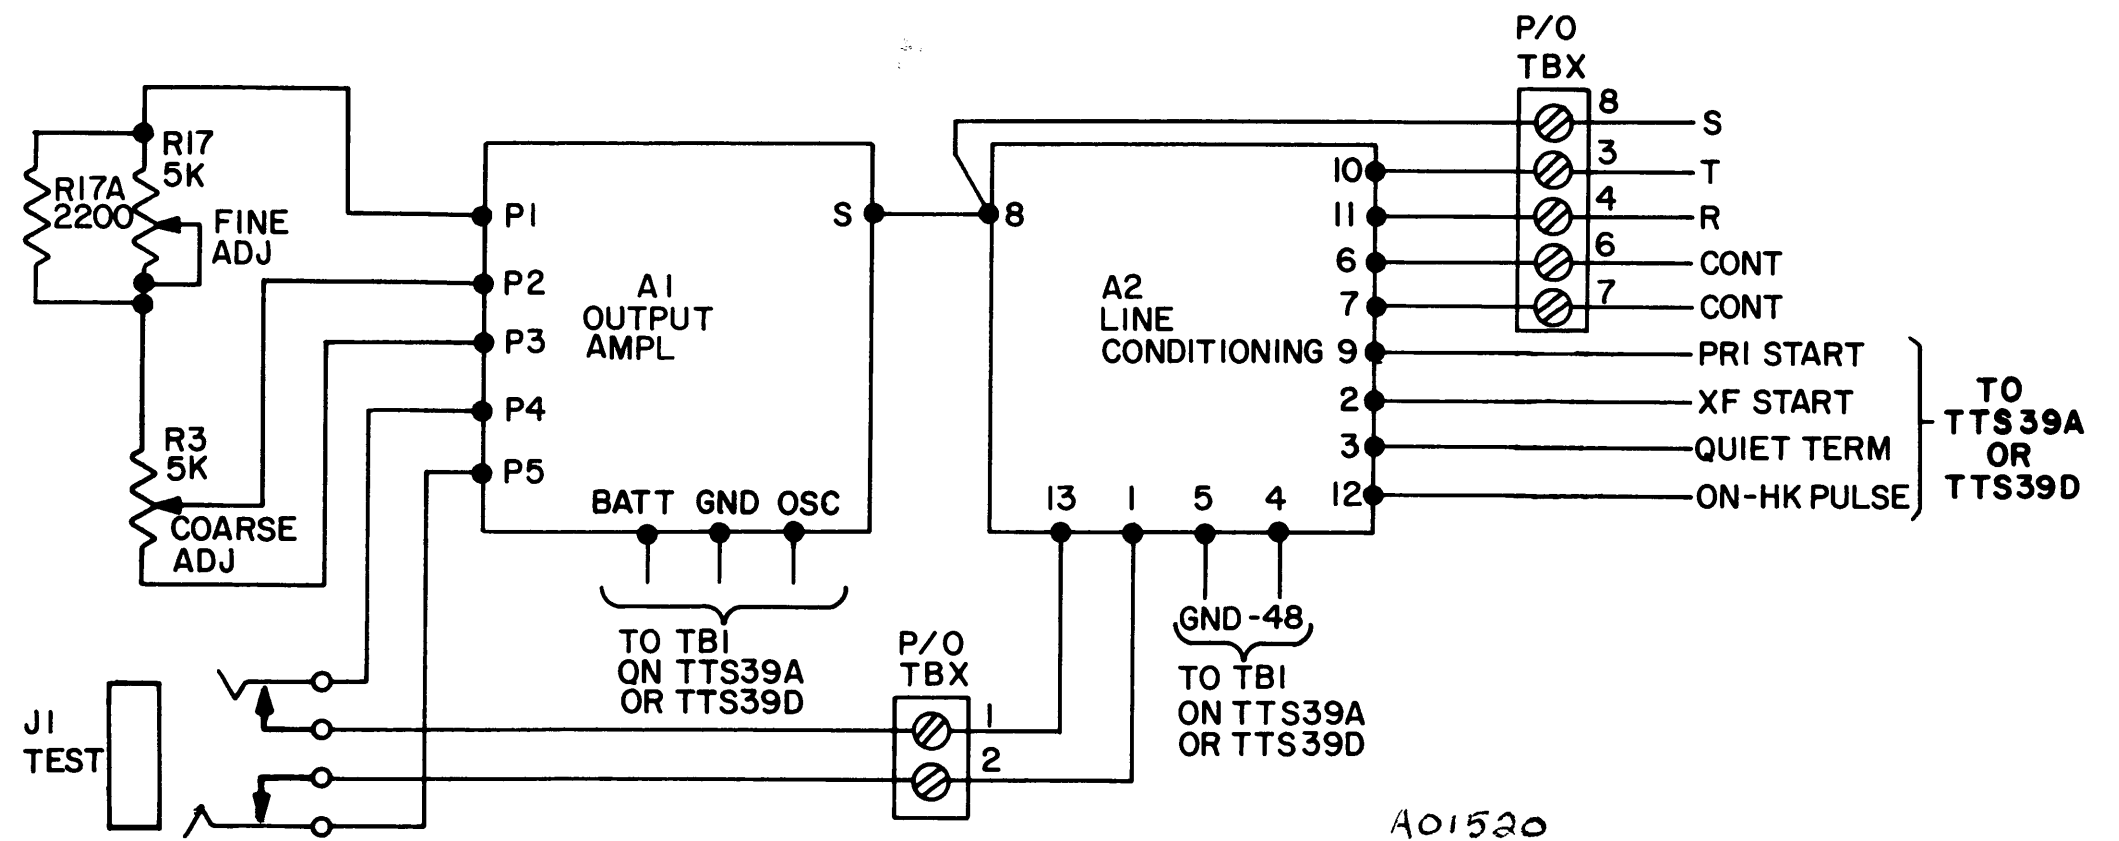 P/O
TBX
8
S
3
T
4
R
6
CONT
7
CONT
R17
5K
R17A
2200
FINE
ADJ
R3
5K
COARSE
ADJ
P1
P2
P3
P4
P5
S
A1
OUTPUT
AMPL
BATT GND OSC
TO TB1
ON TTS39A
OR TTS39D
8
A2
LINE
CONDITIONING
10
11
6
7
9
2
3
12
13 1 5 4
PRI START
XF START
QUIET TERM
ON-HK PULSE
TO
TTS39A
OR
TTS39D
GND -48
TO TB1
ON TTS39A
OR TTS39D
P/O
TBX
1
2
J1
TEST
A01520